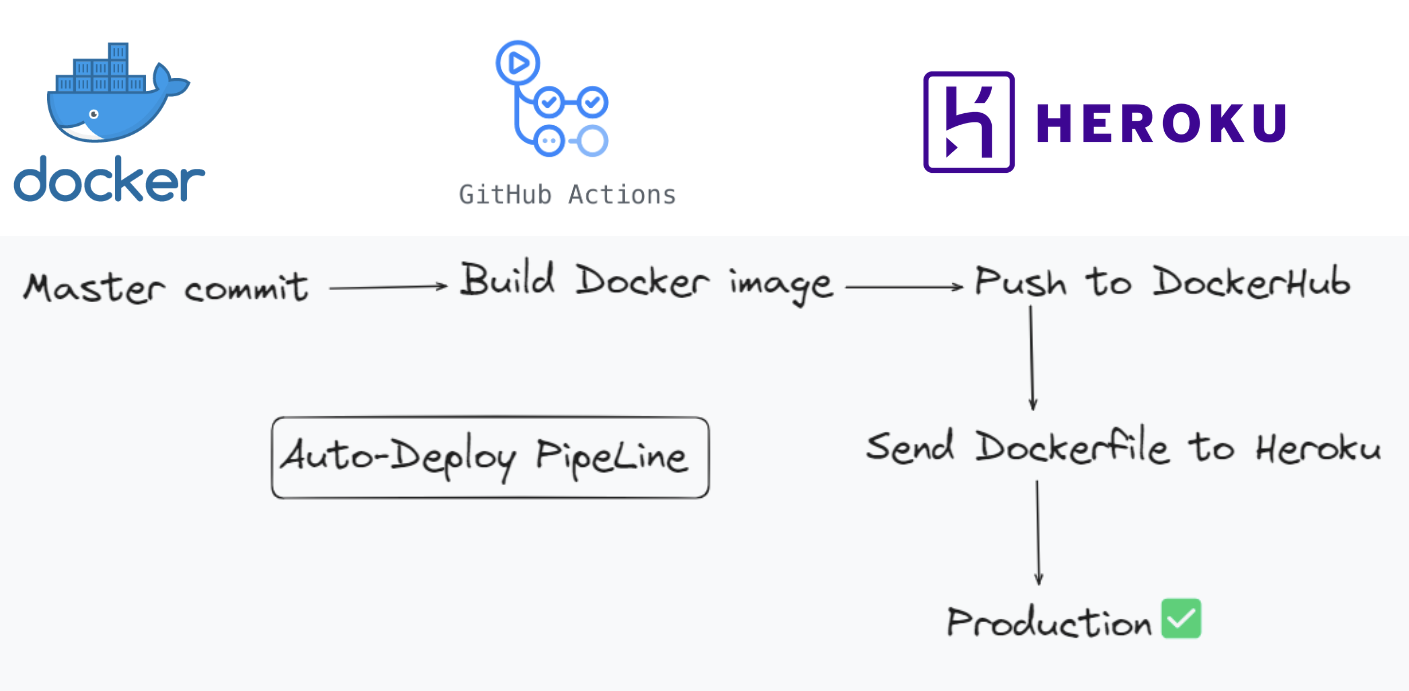 docker
GitHub Actions
HEROKU
Master commit
Build Docker image
Push to DockerHub
Auto-Deploy PipeLine
Send Dockerfile to Heroku
Production